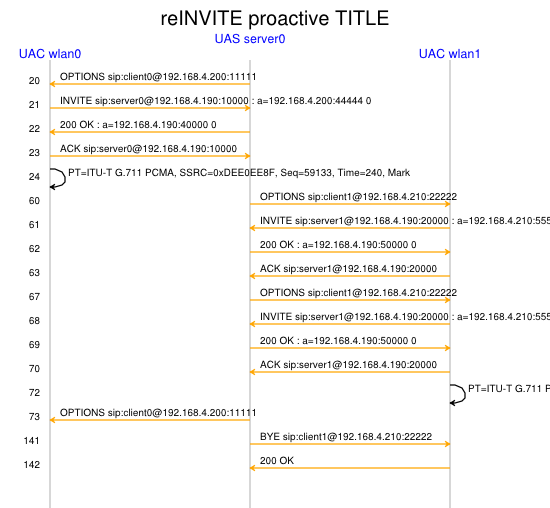 reINVITE proactive TITLE
UAS server0
UAC wlan0 UAC wlan1
20 OPTIONS sip:client0@192.168.4.200:11111
21 INVITE sip:server0@192.168.4.190:10000 : a=192.168.4.200:44444 0
22 200 OK : a=192.168.4.190:40000 0
23 ACK sip:server0@192.168.4.190:10000
24 PT=ITU-T G.711 PCMA, SSRC=0xDEE0EE8F, Seq=59133, Time=240, Mark
60 OPTIONS sip:client1@192.168.4.210:22222
61 INVITE sip:server1@192.168.4.190:20000 : a=192.168.4.210:555
62 200 OK : a=192.168.4.190:50000 0
63 ACK sip:server1@192.168.4.190:20000
67 OPTIONS sip:client1@192.168.4.210:22222
68 INVITE sip:server1@192.168.4.190:20000 : a=192.168.4.210:555
69 200 OK : a=192.168.4.190:50000 0
70 ACK sip:server1@192.168.4.190:20000
72 PT=ITU-T G.711 P
73 OPTIONS sip:client0@192.168.4.200:11111
141 BYE sip:client1@192.168.4.210:22222
142 200 OK